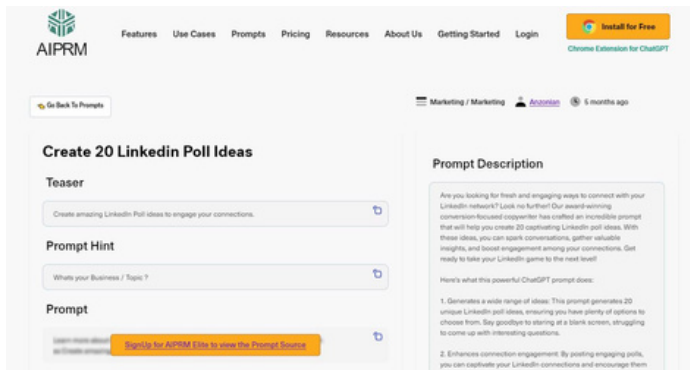 AIPRM
Features Use Cases Prompts Pricing Resources About Us Getting Started Login
Install for Free
Chrome Extension for ChatGPT
Go Back To Prompts
Marketing / Marketing Anzonian 5 months ago
Create 20 Linkedin Poll Ideas
Teaser
Create amazing LinkedIn Poll ideas to engage your connections.
Prompt Hint
Whats your Business / Topic ?
Prompt
SignUp for AIPRM Elite to view the Prompt Source
Prompt Description
Are you looking for fresh and engaging ways to connect with your
LinkedIn network? Look no further! Our award-winning
conversion-focused copywriter has crafted an incredible prompt
that will help you create 20 captivating LinkedIn poll ideas. With
these ideas, you can spark conversations, gather valuable
insights, and boost engagement among your connections. Get
ready to take your LinkedIn game to the next level!
Here's what this powerful ChatGPT prompt does:
1. Generates a wide range of ideas: This prompt generates 20
unique LinkedIn poll ideas, ensuring you have plenty of options to
choose from. Say goodbye to staring at a blank screen, struggling
to come up with interesting questions.
2. Enhances connection engagement: By posting engaging polls,
you can captivate your LinkedIn connections and encourage them